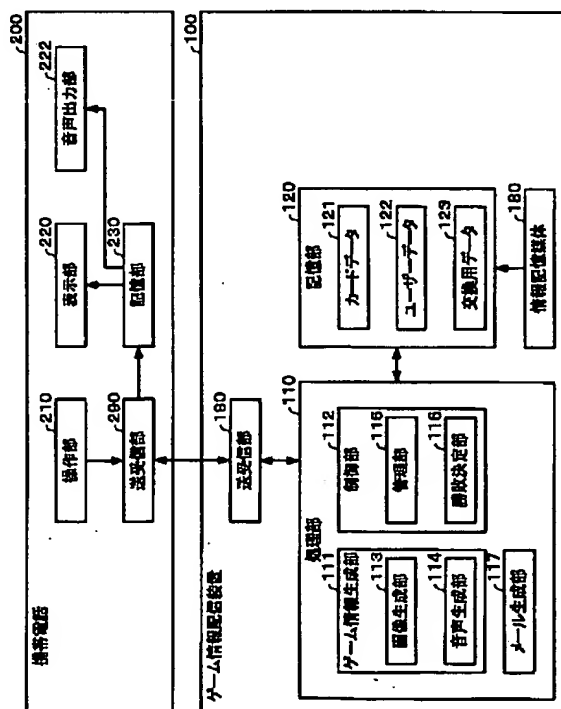 携帯電話
200
操作部
210
表示部
220
音声出力部
222
送受信部
290
記憶部
230
ゲーム情報配信装置
100
送受信部
180
処理部
110
ゲーム情報生成部
111
画像生成部
113
音声生成部
114
メール生成部
117
制御部
112
管理部
116
勝敗決定部
116
記憶部
120
カードデータ
121
ユーザーデータ
122
交換用データ
123
情報記憶媒体
180